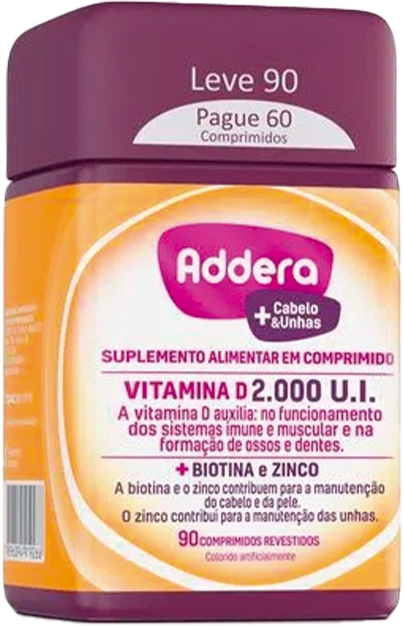 Leve 90
Pague 60
Comprimidos
Addera
+Cabelo
&Unhas
SUPLEMENTO ALIMENTAR EM COMPRIMIDO
VITAMINA D 2.000 U.I.
A vitamina D auxilia: no funcionamento
dos sistemas imune e muscular e na
formação de ossos e dentes.
+ BIOTINA e ZINCO
A biotina e o zinco contribuem para a manutenção
do cabelo e da pele.
O zinco contribui para a manutenção das unhas.
90 COMPRIMIDOS REVESTIDOS
Colorido artificialmente